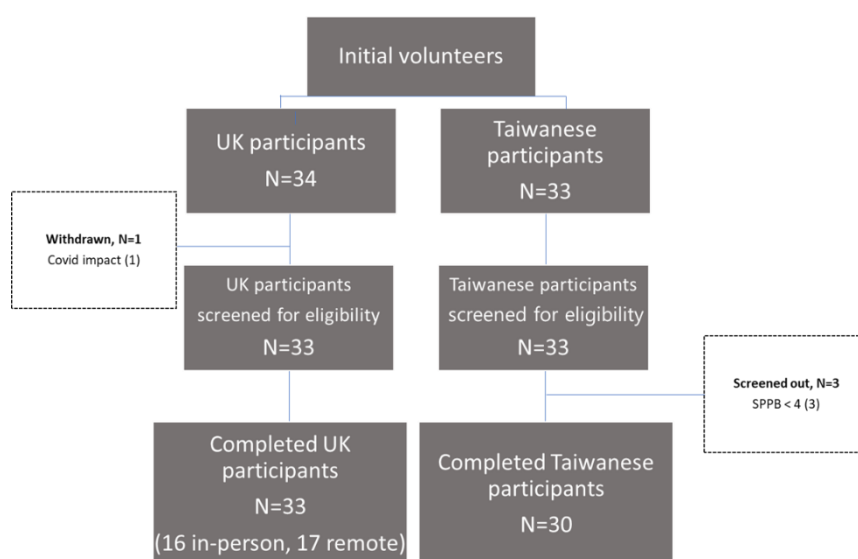 Initial volunteers
UK participants
N=34
Taiwanese
participants
N=33
Withdrawn, N=1
Covid impact (1)
UK participants
screened for eligibility
N=33
Taiwanese participants
screened for eligibility
N=33
Screened out, N=3
SPPB < 4 (3)
Completed UK
participants
N=33
(16 in-person, 17 remote)
Completed Taiwanese
participants
N=30